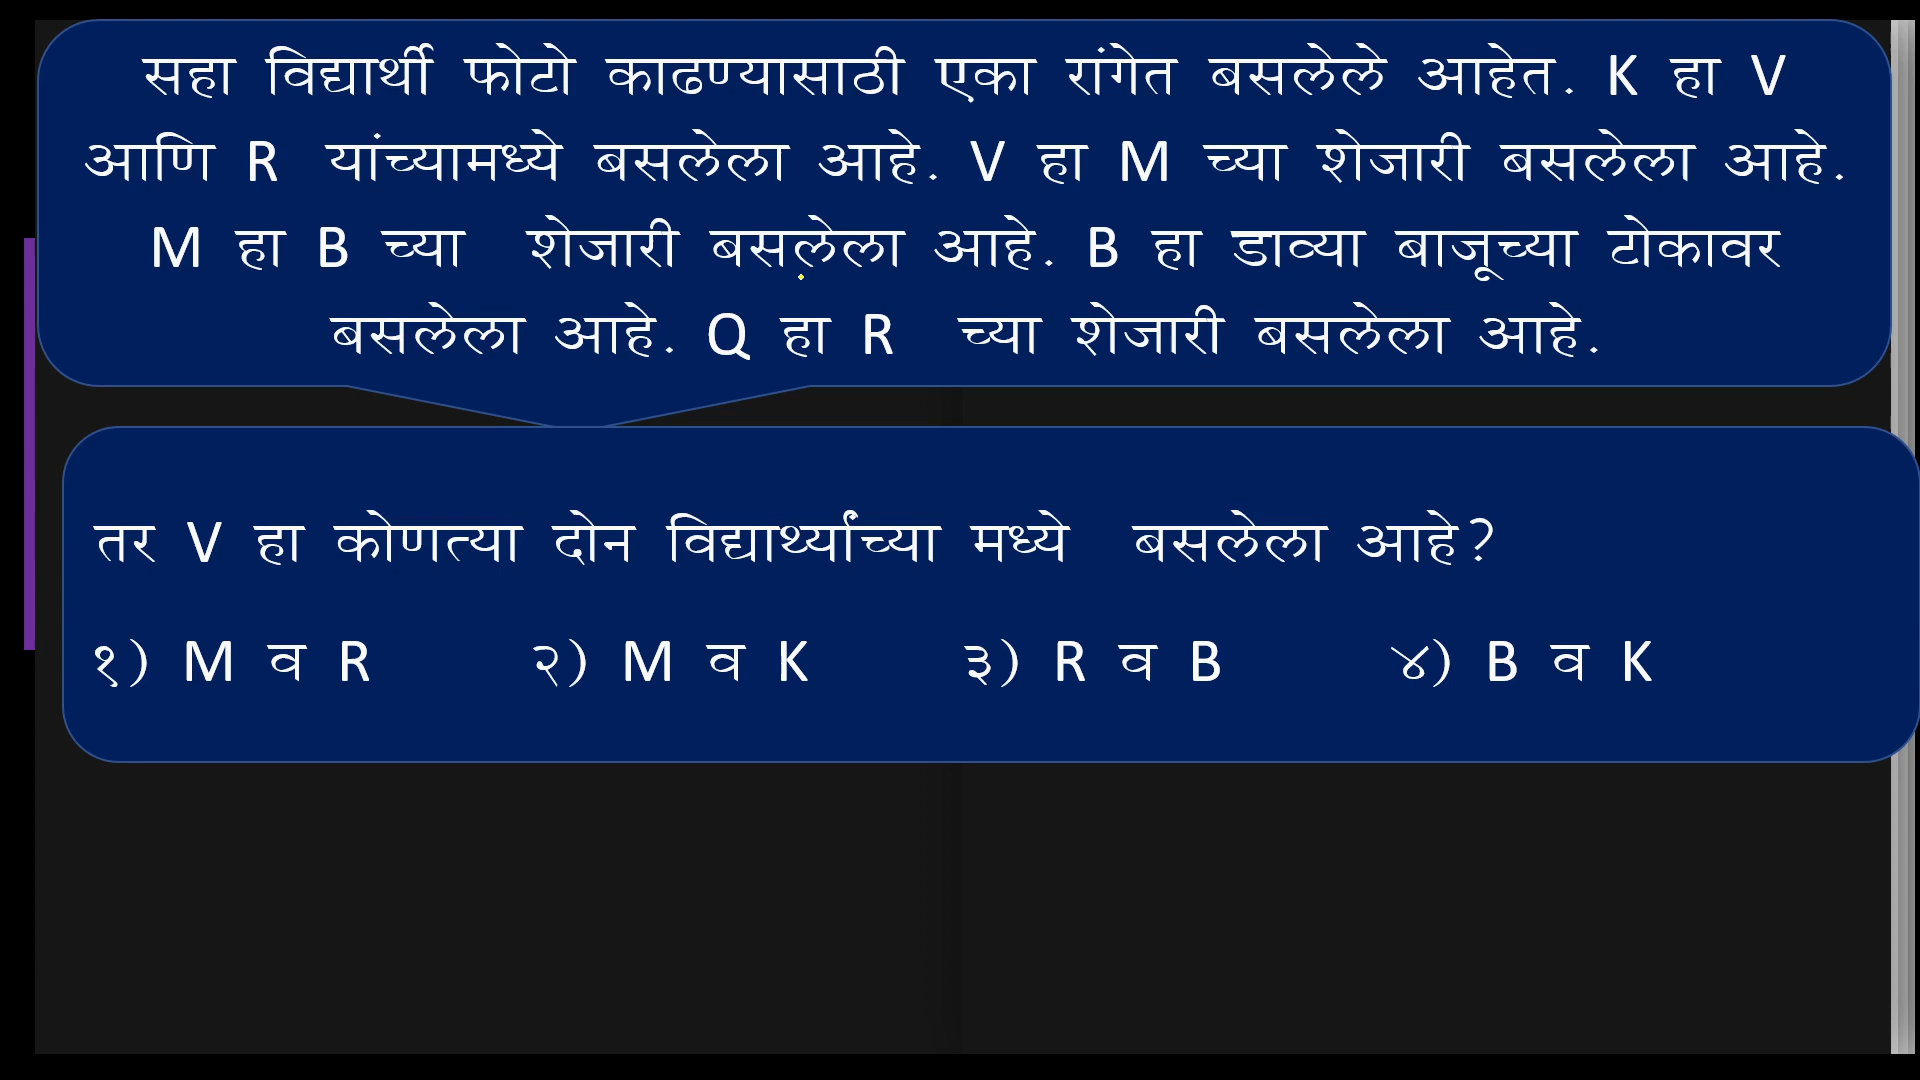 सहा विद्यार्थी फोटो काढण्यासाठी एका रांगेत बसलेले आहेत. K हा V
आणि R यांच्यामध्ये बसलेला आहे. V हा M च्या शेजारी बसलेला आहे.
M हा B च्या शेजारी बसलेला आहे. B हा डाव्या बाजूच्या टोकावर
बसलेला आहे. Q हा R च्या शेजारी बसलेला आहे.
तर V हा कोणत्या दोन विद्यार्थ्यांच्या मध्ये बसलेला आहे?
१) M व R २) M व K ३) R व B ४) B व K